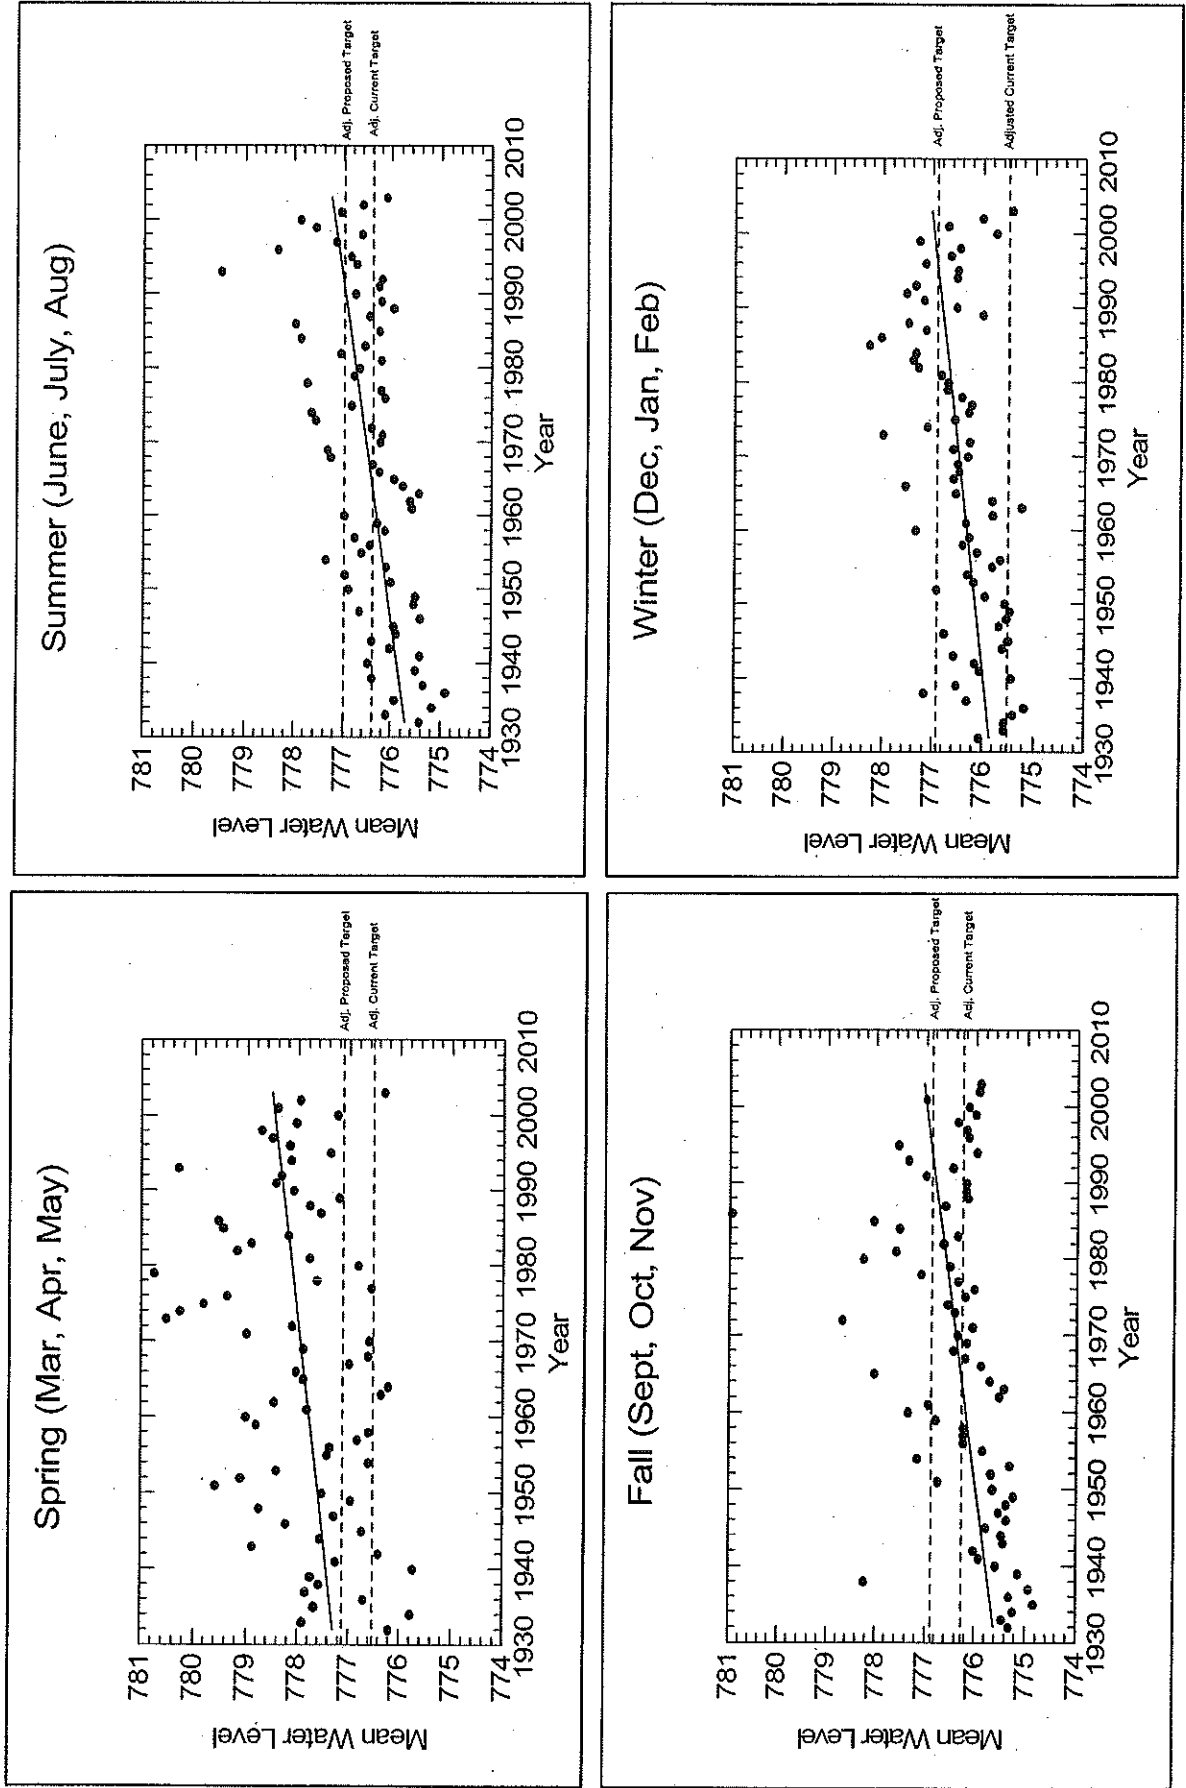 Spring (Mar, Apr, May)
Mean Water Level
781
780
779
778
777
776
775
774
Adj. Proposed Target
Adj. Current Target
1930 1940 1950 1960 1970 1980 1990 2000 2010
Year
Summer (June, July, Aug)
Mean Water Level
781
780
779
778
777
776
775
774
Adj. Proposed Target
Adj. Current Target
1930 1940 1950 1960 1970 1980 1990 2000 2010
Year
Fall (Sept, Oct, Nov)
Mean Water Level
781
780
779
778
777
776
775
774
Adj. Proposed Target
Adj. Current Target
1930 1940 1950 1960 1970 1980 1990 2000 2010
Year
Winter (Dec, Jan, Feb)
Mean Water Level
781
780
779
778
777
776
775
774
Adj. Proposed Target
Adjusted Current Target
1930 1940 1950 1960 1970 1980 1990 2000 2010
Year